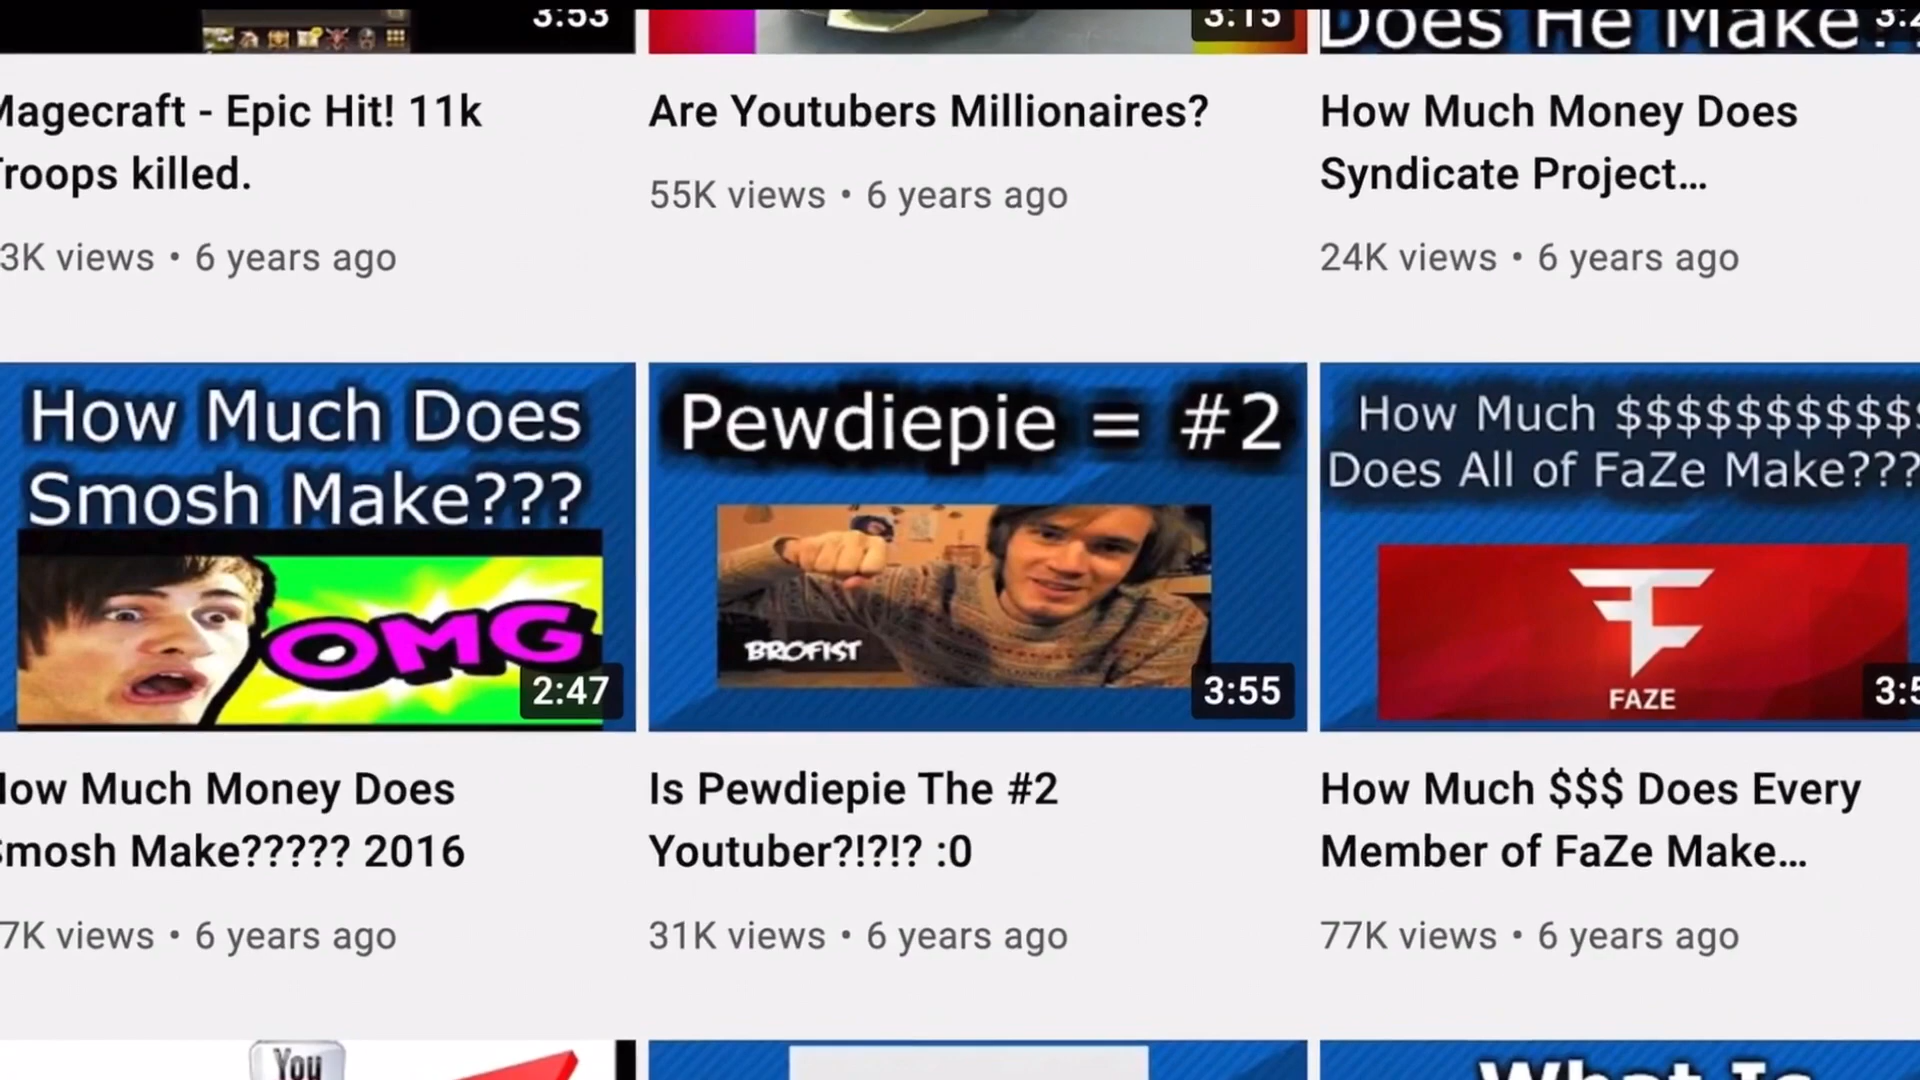 3:53
3:15
Does He Make?
Magecraft - Epic Hit! 11k
Troops killed.
3K views • 6 years ago
Are Youtubers Millionaires?
55K views • 6 years ago
How Much Money Does
Syndicate Project...
24K views • 6 years ago
How Much Does
Smosh Make???
OMG
2:47
Pewdiepie = #2
BROFIST
3:55
How Much $$$$$$$$$$$
Does All of FaZe Make???
FAZE
How Much Money Does
Smosh Make????? 2016
7K views • 6 years ago
Is Pewdiepie The #2
Youtuber?!?!? :0
31K views • 6 years ago
How Much $$$ Does Every
Member of FaZe Make...
77K views • 6 years ago
You
What Is